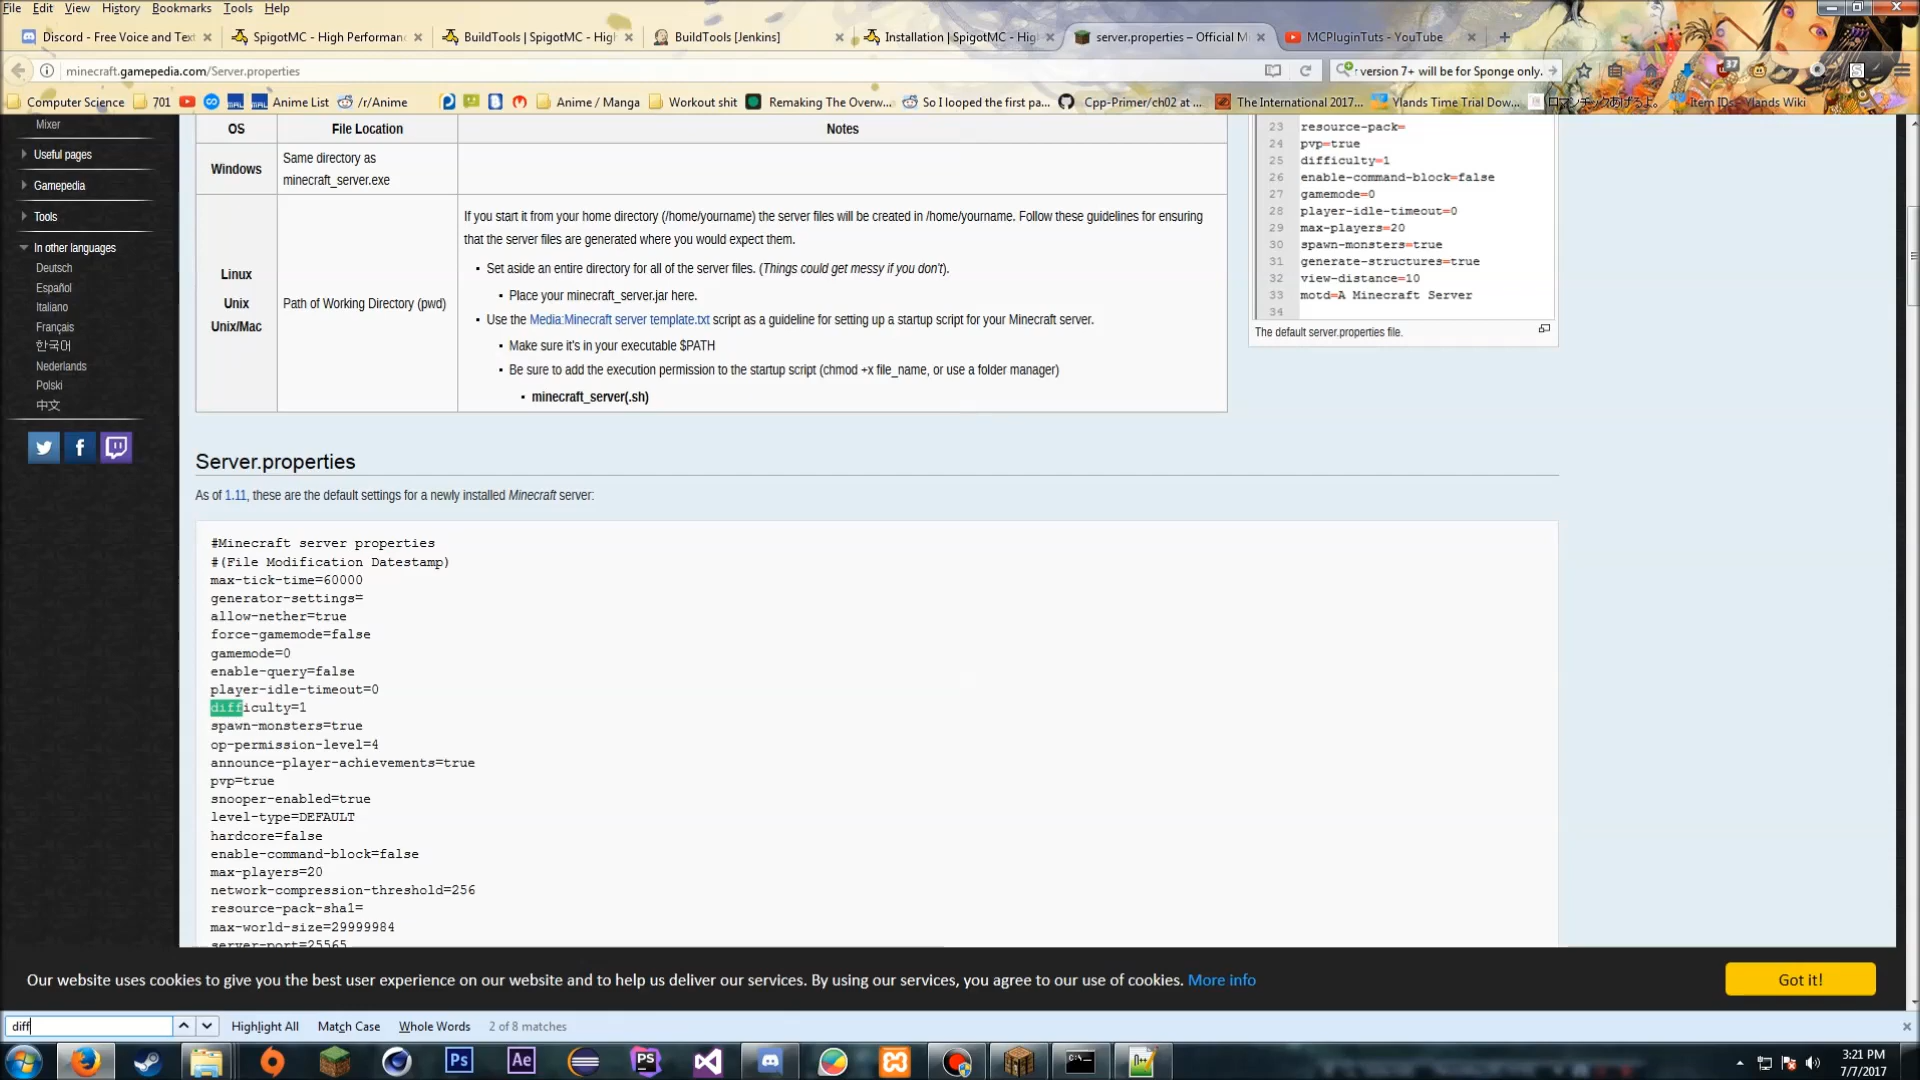 File Edit View History Bookmarks Tools Help
Discord - Free Voice and Text
SpigotMC - High Performan
BuildTools | SpigotMC - High
BuildTools [Jenkins]
Installation | SpigotMC - Hig
server.properties – Official M
MCPluginTuts - YouTube
minecraft.gamepedia.com/Server.properties
version 7+ will be for Sponge only.
37
Computer Science
701
Anime List
/r/Anime
Anime / Manga
Workout shit
Remaking The Overw...
So I looped the first pa...
Cpp-Primer/ch02 at ...
The International 2017...
Ylands Time Trial Dow...
Item IDs - Ylands Wiki
Mixer
Useful pages
Gamepedia
Tools
In other languages
Deutsch
Español
Italiano
Français
한국어
Nederlands
Polski
中文
OS File Location Notes
Windows
Same directory as
minecraft_server.exe
Linux
Unix
Unix/Mac
Path of Working Directory (pwd)
If you start it from your home directory (/home/yourname) the server files will be created in /home/yourname. Follow these guidelines for ensuring
that the server files are generated where you would expect them.
Set aside an entire directory for all of the server files. (Things could get messy if you don't).
Place your minecraft_server.jar here.
Use the Media:Minecraft server template.txt script as a guideline for setting up a startup script for your Minecraft server.
Make sure it's in your executable $PATH
Be sure to add the execution permission to the startup script (chmod +x file_name, or use a folder manager)
minecraft_server(.sh)
23 resource-pack=
24 pvp=true
25 difficulty=1
26 enable-command-block=false
27 gamemode=0
28 player-idle-timeout=0
29 max-players=20
30 spawn-monsters=true
31 generate-structures=true
32 view-distance=10
33 motd=A Minecraft Server
34
The default server.properties file.
Server.properties
As of 1.11, these are the default settings for a newly installed Minecraft server:
#Minecraft server properties
#(File Modification Datestamp)
max-tick-time=60000
generator-settings=
allow-nether=true
force-gamemode=false
gamemode=0
enable-query=false
player-idle-timeout=0
difficulty=1
spawn-monsters=true
op-permission-level=4
announce-player-achievements=true
pvp=true
snooper-enabled=true
level-type=DEFAULT
hardcore=false
enable-command-block=false
max-players=20
network-compression-threshold=256
resource-pack-sha1=
max-world-size=29999984
server-port=25565
Our website uses cookies to give you the best user experience on our website and to help us deliver our services. By using our services, you agree to our use of cookies. More info
Got it!
diff
Highlight All Match Case Whole Words 2 of 8 matches
Ps
Ae
PS
3:21 PM
7/7/2017